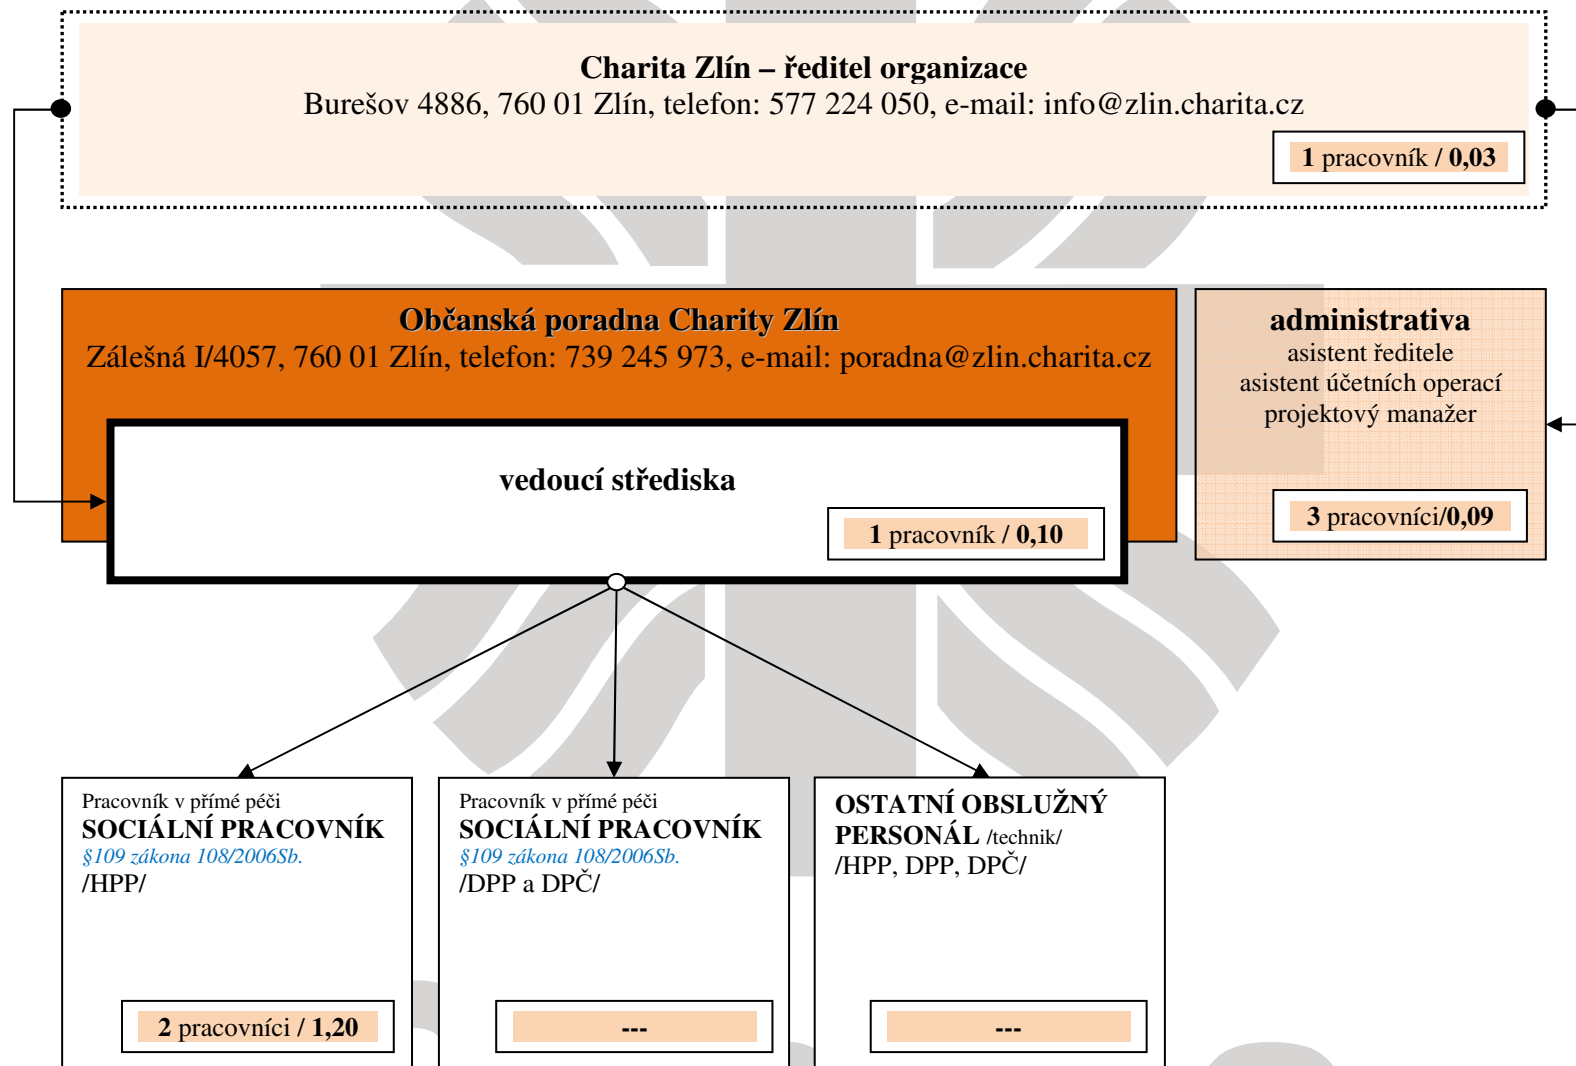 Charita Zlín – ředitel organizace
Burešov 4886, 760 01 Zlín, telefon: 577 224 050, e-mail: info@zlin.charita.cz
1 pracovník / 0,03
Občanská poradna Charity Zlín
Zálešná I/4057, 760 01 Zlín, telefon: 739 245 973, e-mail: poradna@zlin.charita.cz
vedoucí střediska
1 pracovník / 0,10
administrativa
asistent ředitele
asistent účetních operací
projektový manažer
3 pracovníci/0,09
Pracovník v přímé péči
SOCIÁLNÍ PRACOVNÍK
§109 zákona 108/2006Sb.
/HPP/
2 pracovníci / 1,20
Pracovník v přímé péči
SOCIÁLNÍ PRACOVNÍK
§109 zákona 108/2006Sb.
/DPP a DPČ/
---
OSTATNÍ OBSLUŽNÝ
PERSONÁL /technik/
/HPP, DPP, DPČ/
---